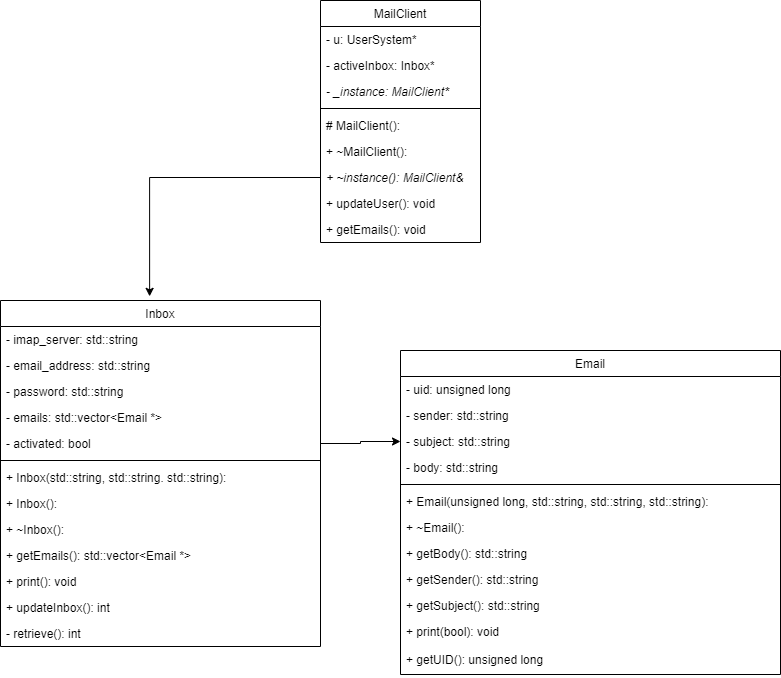 MailClient
- u: UserSystem*
- activeInbox: Inbox*
- _instance: MailClient*
# MailClient():
+ ~MailClient():
+ ~instance(): MailClient&
+ updateUser(): void
+ getEmails(): void
Inbox
- imap_server: std::string
- email_address: std::string
- password: std::string
- emails: std::vector<Email *>
- activated: bool
+ Inbox(std::string, std::string. std::string):
+ Inbox():
+ ~Inbox():
+ getEmails(): std::vector<Email *>
+ print(): void
+ updateInbox(): int
- retrieve(): int
Email
- uid: unsigned long
- sender: std::string
- subject: std::string
- body: std::string
+ Email(unsigned long, std::string, std::string, std::string):
+ ~Email():
+ getBody(): std::string
+ getSender(): std::string
+ getSubject(): std::string
+ print(bool): void
+ getUID(): unsigned long